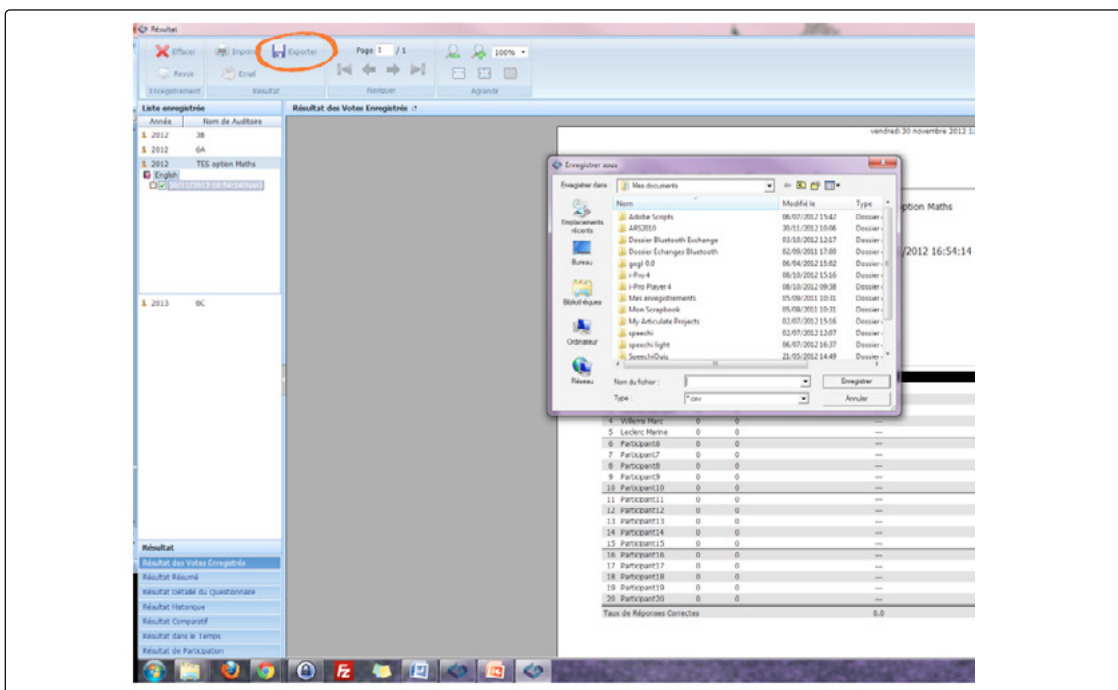 Résultat
Effacer Imprimer Exporter Page 1 / 1 100%
Revoir Email
Enregistrement Résultat Naviguer Agrandir
Liste enregistrés Résultat des Votes Enregistrés
Année Nom de Auditoire
vendredi 30 novembre 2012
2012 3B
2012 6A
2012 TES option Maths
English
30/11/2012 16:54:14
2013 6C
Enregistrer sous
Enregistrer dans : Mes documents
Nom Modifié le Type
Adobe Scripts 06/07/2012 15:42 Dossier
ARS2010 30/11/2012 10:06 Dossier
Dossier Bluetooth Exchange 03/10/2012 12:17 Dossier
Dossier Echanges Bluetooth 02/09/2011 17:00 Dossier
gegl-0.0 06/04/2012 15:02 Dossier
i-Pro 4 08/10/2012 15:16 Dossier
i-Pro Player 4 08/10/2012 09:38 Dossier
Mes enregistrements 05/09/2011 10:31 Dossier
Mon Scrapbook 05/09/2011 10:31 Dossier
My Articulate Projects 02/07/2012 15:16 Dossier
speechi 02/07/2012 12:07 Dossier
speechi light 06/07/2012 16:37 Dossier
SpeechiQuiz 21/05/2012 14:49 Dossier
Emplacements récents
Bureau
Bibliothèques
Ordinateur
Réseau
Nom du fichier : Enregistrer
Type : *.csv Annuler
option Maths
/2012 16:54:14
4 Willems Marc 0 0 ---
5 Leclerc Marine 0 0 ---
6 Participant6 0 0 ---
7 Participant7 0 0 ---
8 Participant8 0 0 ---
9 Participant9 0 0 ---
10 Participant10 0 0 ---
11 Participant11 0 0 ---
12 Participant12 0 0 ---
13 Participant13 0 0 ---
14 Participant14 0 0 ---
15 Participant15 0 0 ---
16 Participant16 0 0 ---
17 Participant17 0 0 ---
18 Participant18 0 0 ---
19 Participant19 0 0 ---
20 Participant20 0 0 ---
Taux de Réponses Correctes 0.0
Résultat
Résultat des Votes Enregistrés
Résultat Résumé
Résultat Détaillé du Questionnaire
Résultat Historique
Résultat Comparatif
Résultat dans le Temps
Résultat de Participation